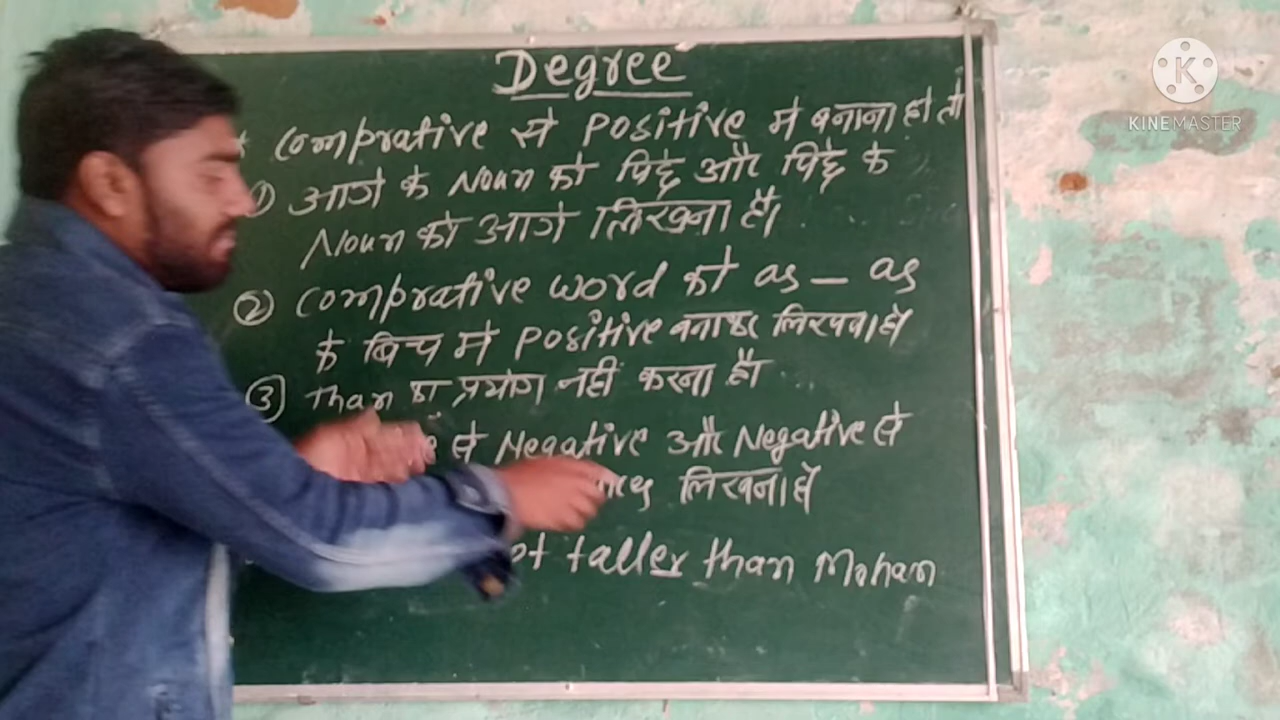 Degree
* Comprative से Positive मे बनाना हो तो
① आगे के Noun को पिछे और पिछे के
Noun को आगे लिखना है।
② Comprative word को as — as
के बिच मे Positive बनाकर लिखना है
③ Than का प्रयोग नही करना है।
से Negative और Negative से
लिखना है
taller than Mohan
KINEMASTER